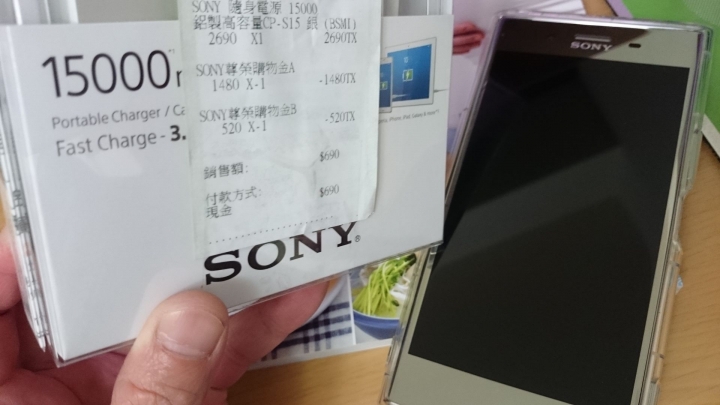 SONY 隨身電源 15000
鋁製高容量CP-S15 銀 (BSMI)
2690 X1 2690TX
SONY尊榮購物金A
1480 X-1 -1480TX
SONY尊榮購物金B
520 X-1 -520TX
銷售額: $690
付款方式: $690
現金
15000
Portable Charger /
Fast Charge - 3.
SONY®
SONY